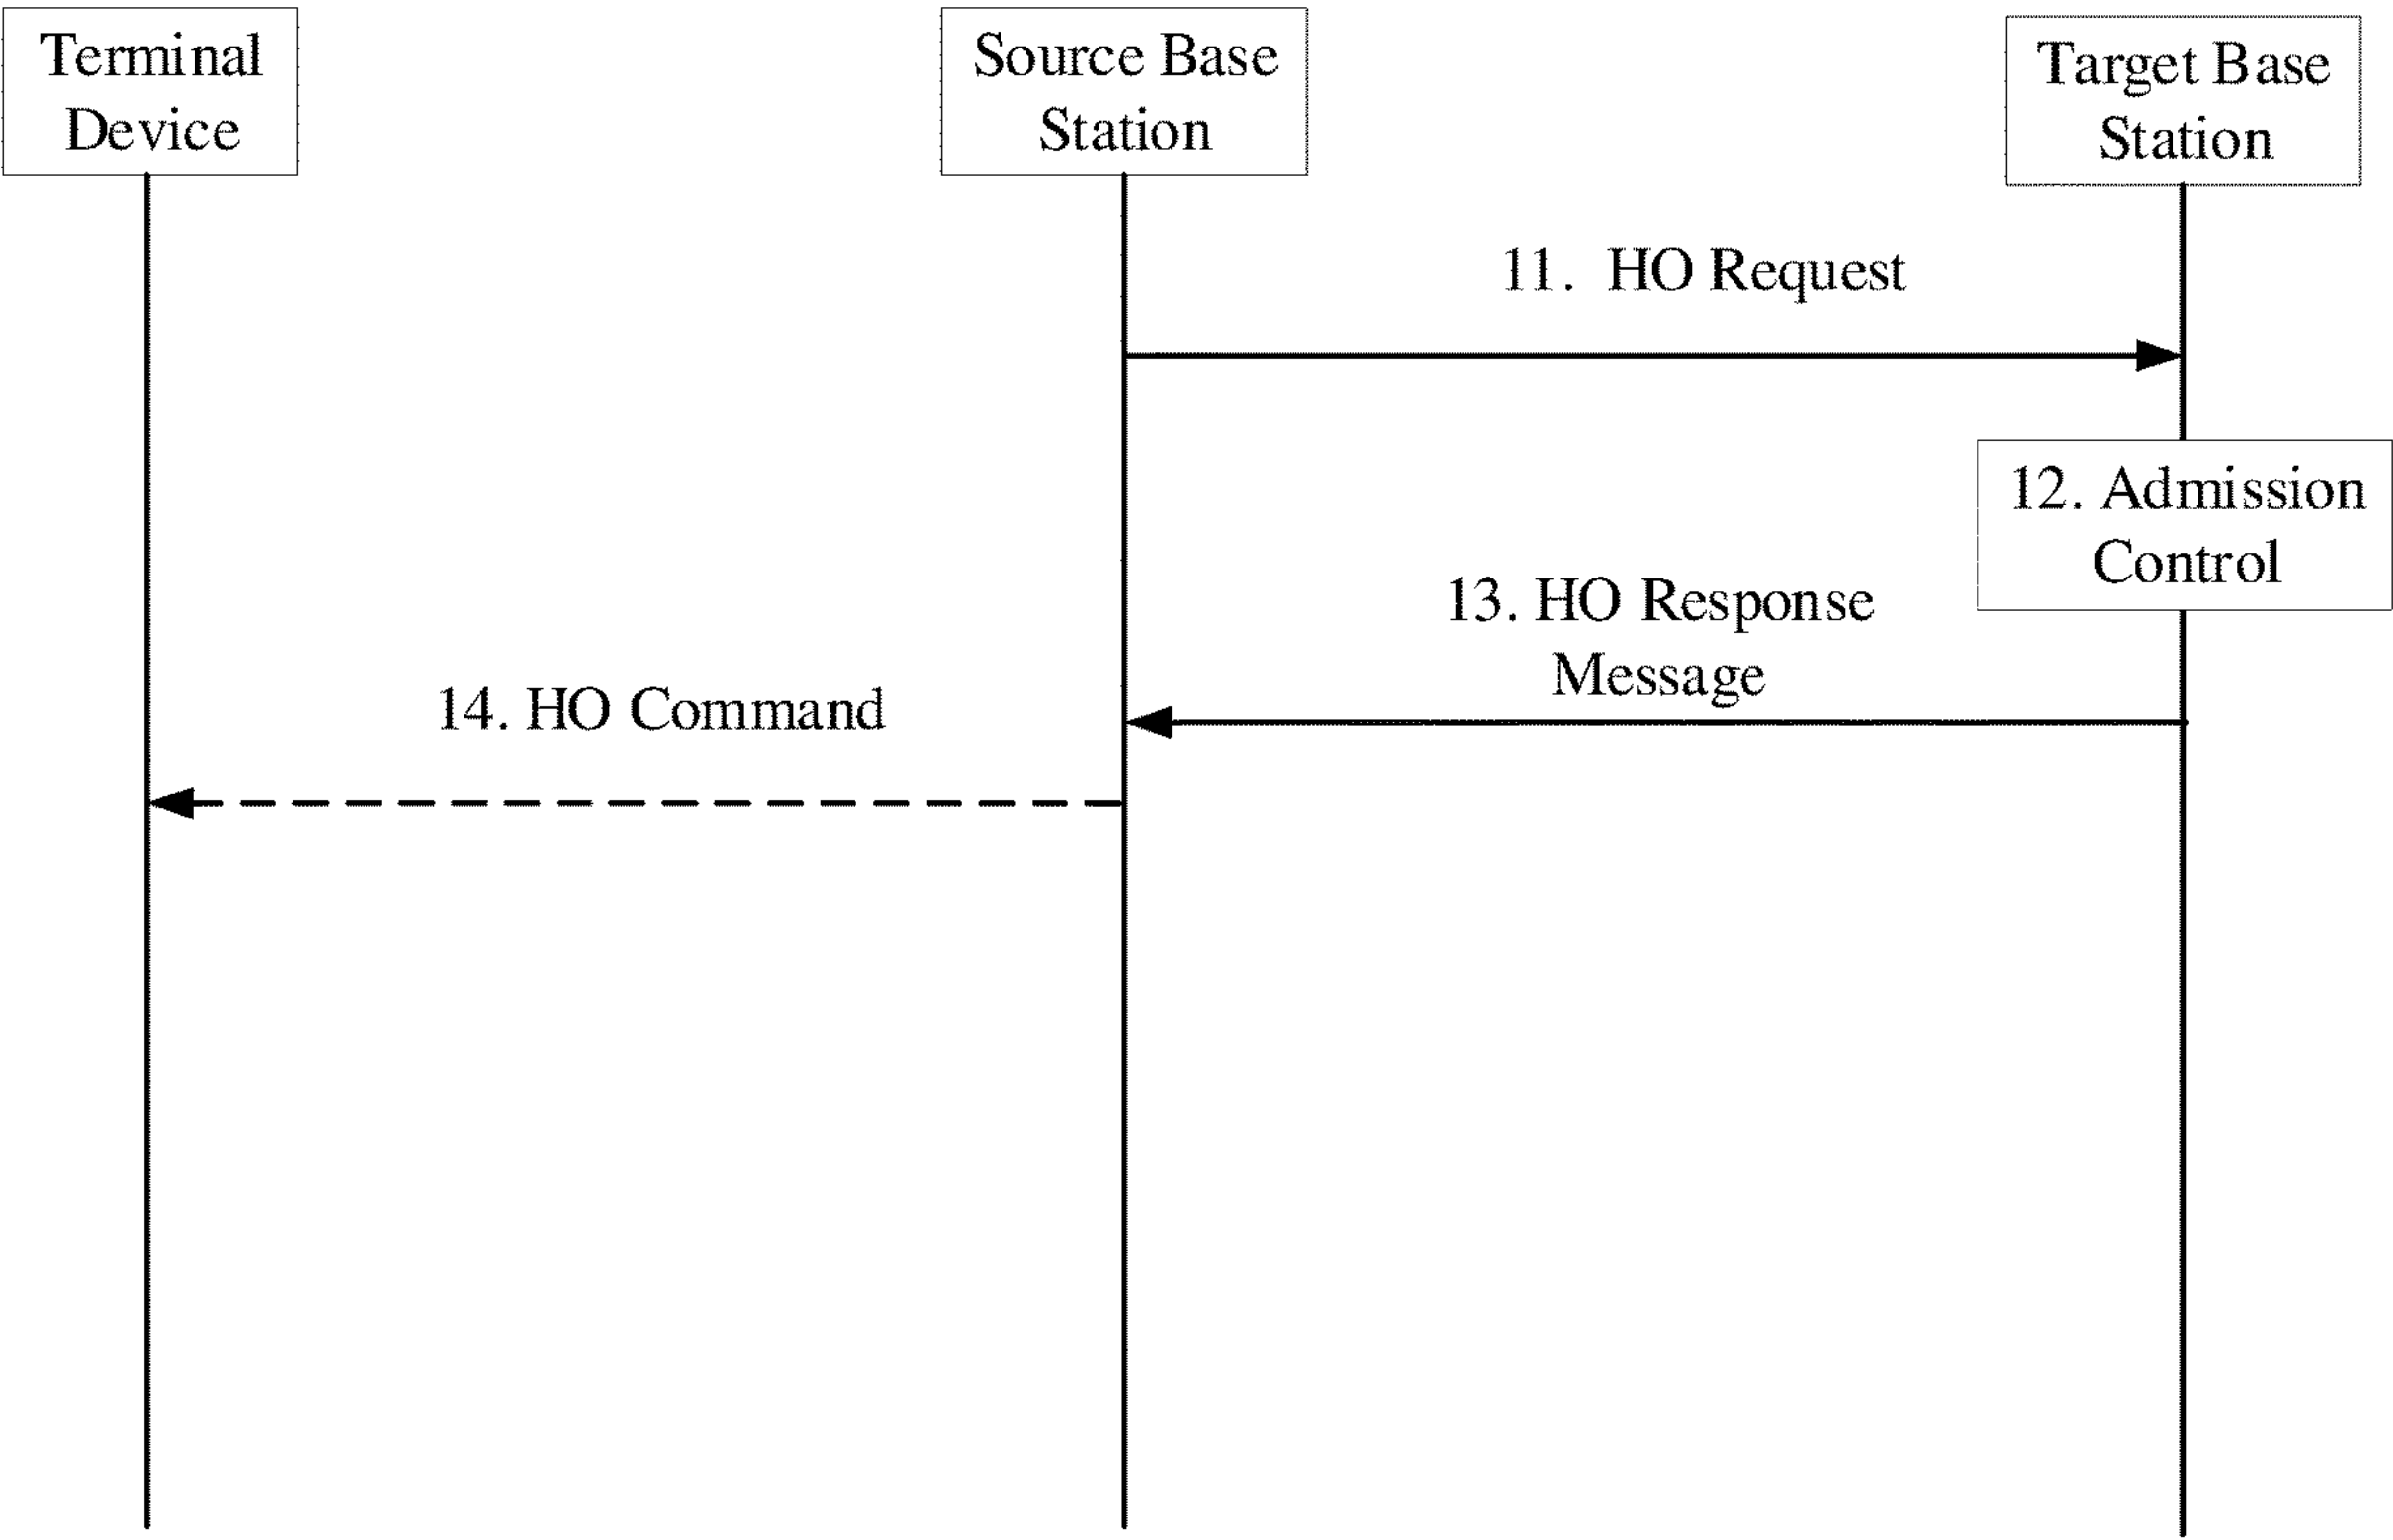 Terminal
Device
Source Base
Station
Target Base
Station
11. HO Request
12. Admission
Control
13. HO Response
Message
14. HO Command